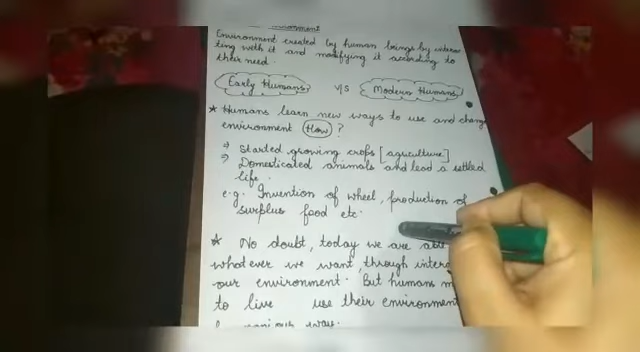 Environment created by human beings by interac
ting with it and modifying it according to
their need.
Early Humans V/S Modern Humans
★ Humans learn new ways to use and change
environment How ?
→ Started growing crops [agriculture]
→ Domesticated animals and lead a settled
life.
e.g. Invention of wheel, production of
surplus food etc.
★ No doubt, today we are
whatever we want, through
our environment. But humans
to live use their environment
way.